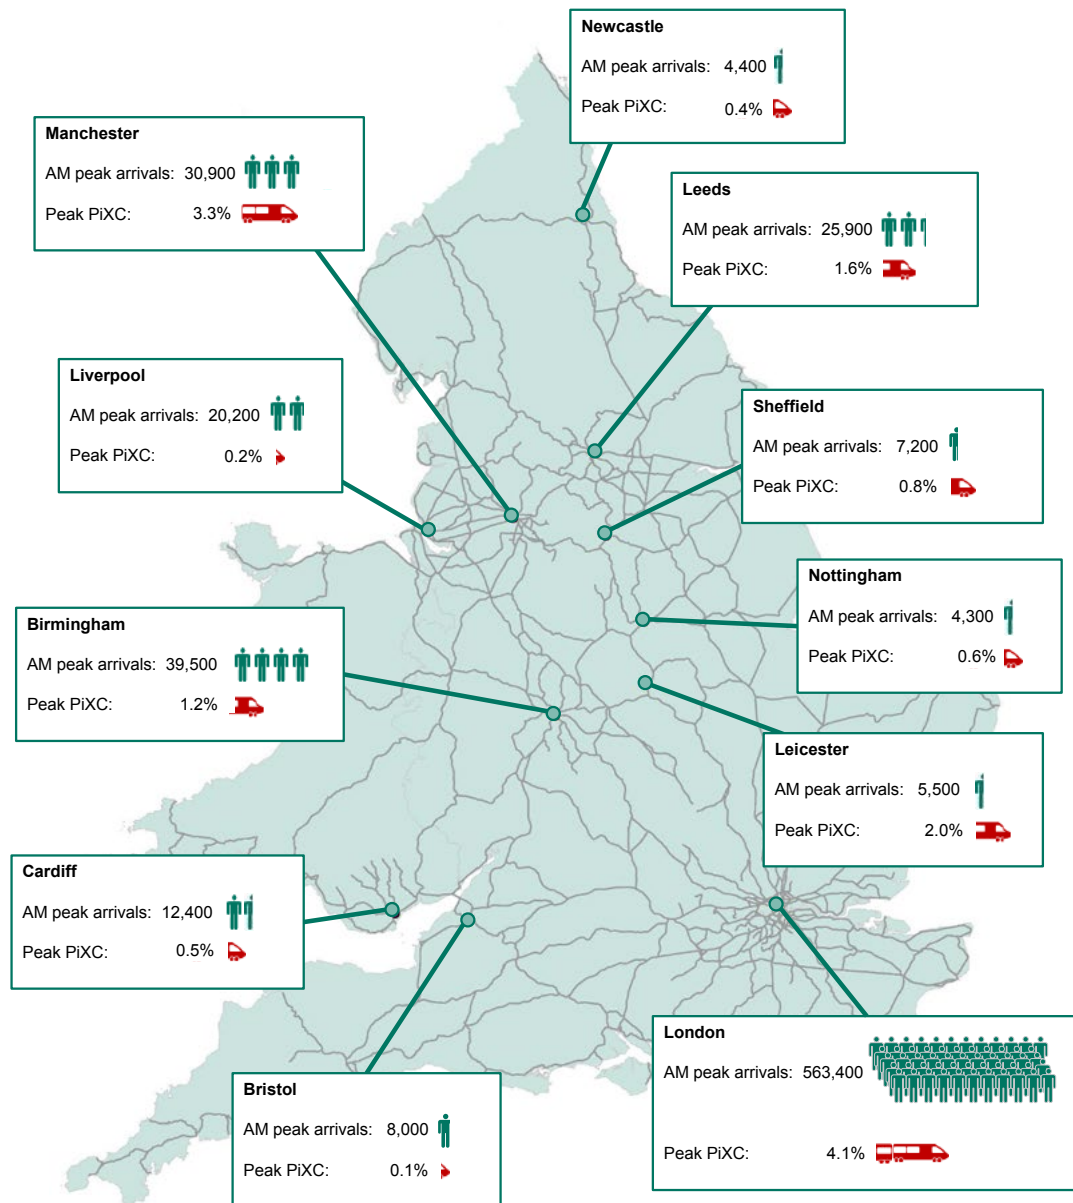 Newcastle
AM peak arrivals: 4,400
Peak PiXC: 0.4%
Manchester
AM peak arrivals: 30,900
Peak PiXC: 3.3%
Leeds
AM peak arrivals: 25,900
Peak PiXC: 1.6%
Liverpool
AM peak arrivals: 20,200
Peak PiXC: 0.2%
Sheffield
AM peak arrivals: 7,200
Peak PiXC: 0.8%
Nottingham
AM peak arrivals: 4,300
Peak PiXC: 0.6%
Birmingham
AM peak arrivals: 39,500
Peak PiXC: 1.2%
Leicester
AM peak arrivals: 5,500
Peak PiXC: 2.0%
Cardiff
AM peak arrivals: 12,400
Peak PiXC: 0.5%
London
AM peak arrivals: 563,400
Peak PiXC: 4.1%
Bristol
AM peak arrivals: 8,000
Peak PiXC: 0.1%